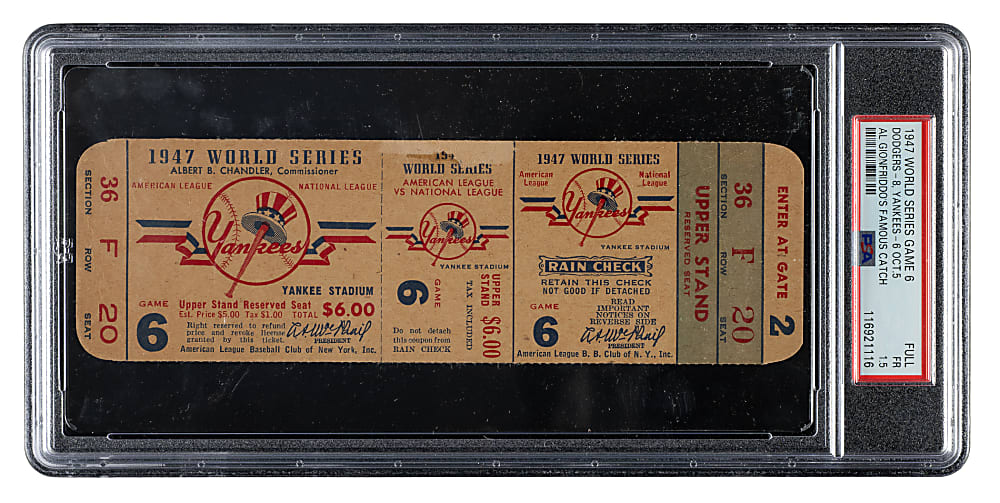 36
SECTION
F
ROW
20
SEAT
1947 WORLD SERIES
ALBERT B. CHANDLER, Commissioner
AMERICAN LEAGUE
NATIONAL LEAGUE
Yankees
YANKEE STADIUM
GAME
6
Upper Stand Reserved Seat
Est. Price $5.00 Tax $1.00 TOTAL $6.00
Right reserved to refund
price and revoke license
granted by this ticket.
PRESIDENT
American League Baseball Club of New York, Inc.
194
WORLD SERIES
AMERICAN LEAGUE
VS NATIONAL LEAGUE
Yankees
YANKEE STADIUM
GAME
6
UPPER
STAND $6.00
TAX INCLUDED
Do not detach
this coupon from
RAIN CHECK
1947 WORLD SERIES
American
League
National
League
Yankees
YANKEE STADIUM
RAIN CHECK
RETAIN THIS CHECK
NOT GOOD IF DETACHED
GAME
6
READ
IMPORTANT
NOTICES ON
REVERSE SIDE
PRESIDENT
American League B. B. Club of N. Y., Inc.
UPPER STAND
RESERVED SEAT
36
SECTION
F
ROW
20
SEAT
ENTER AT GATE 2
1947 WORLD SERIES GAME 6 FULL
DODGERS - 8, YANKEES - 6 OCT 5 FR
AL GIONFRIDDO'S FAMOUS CATCH 1.5
PSA
116921116